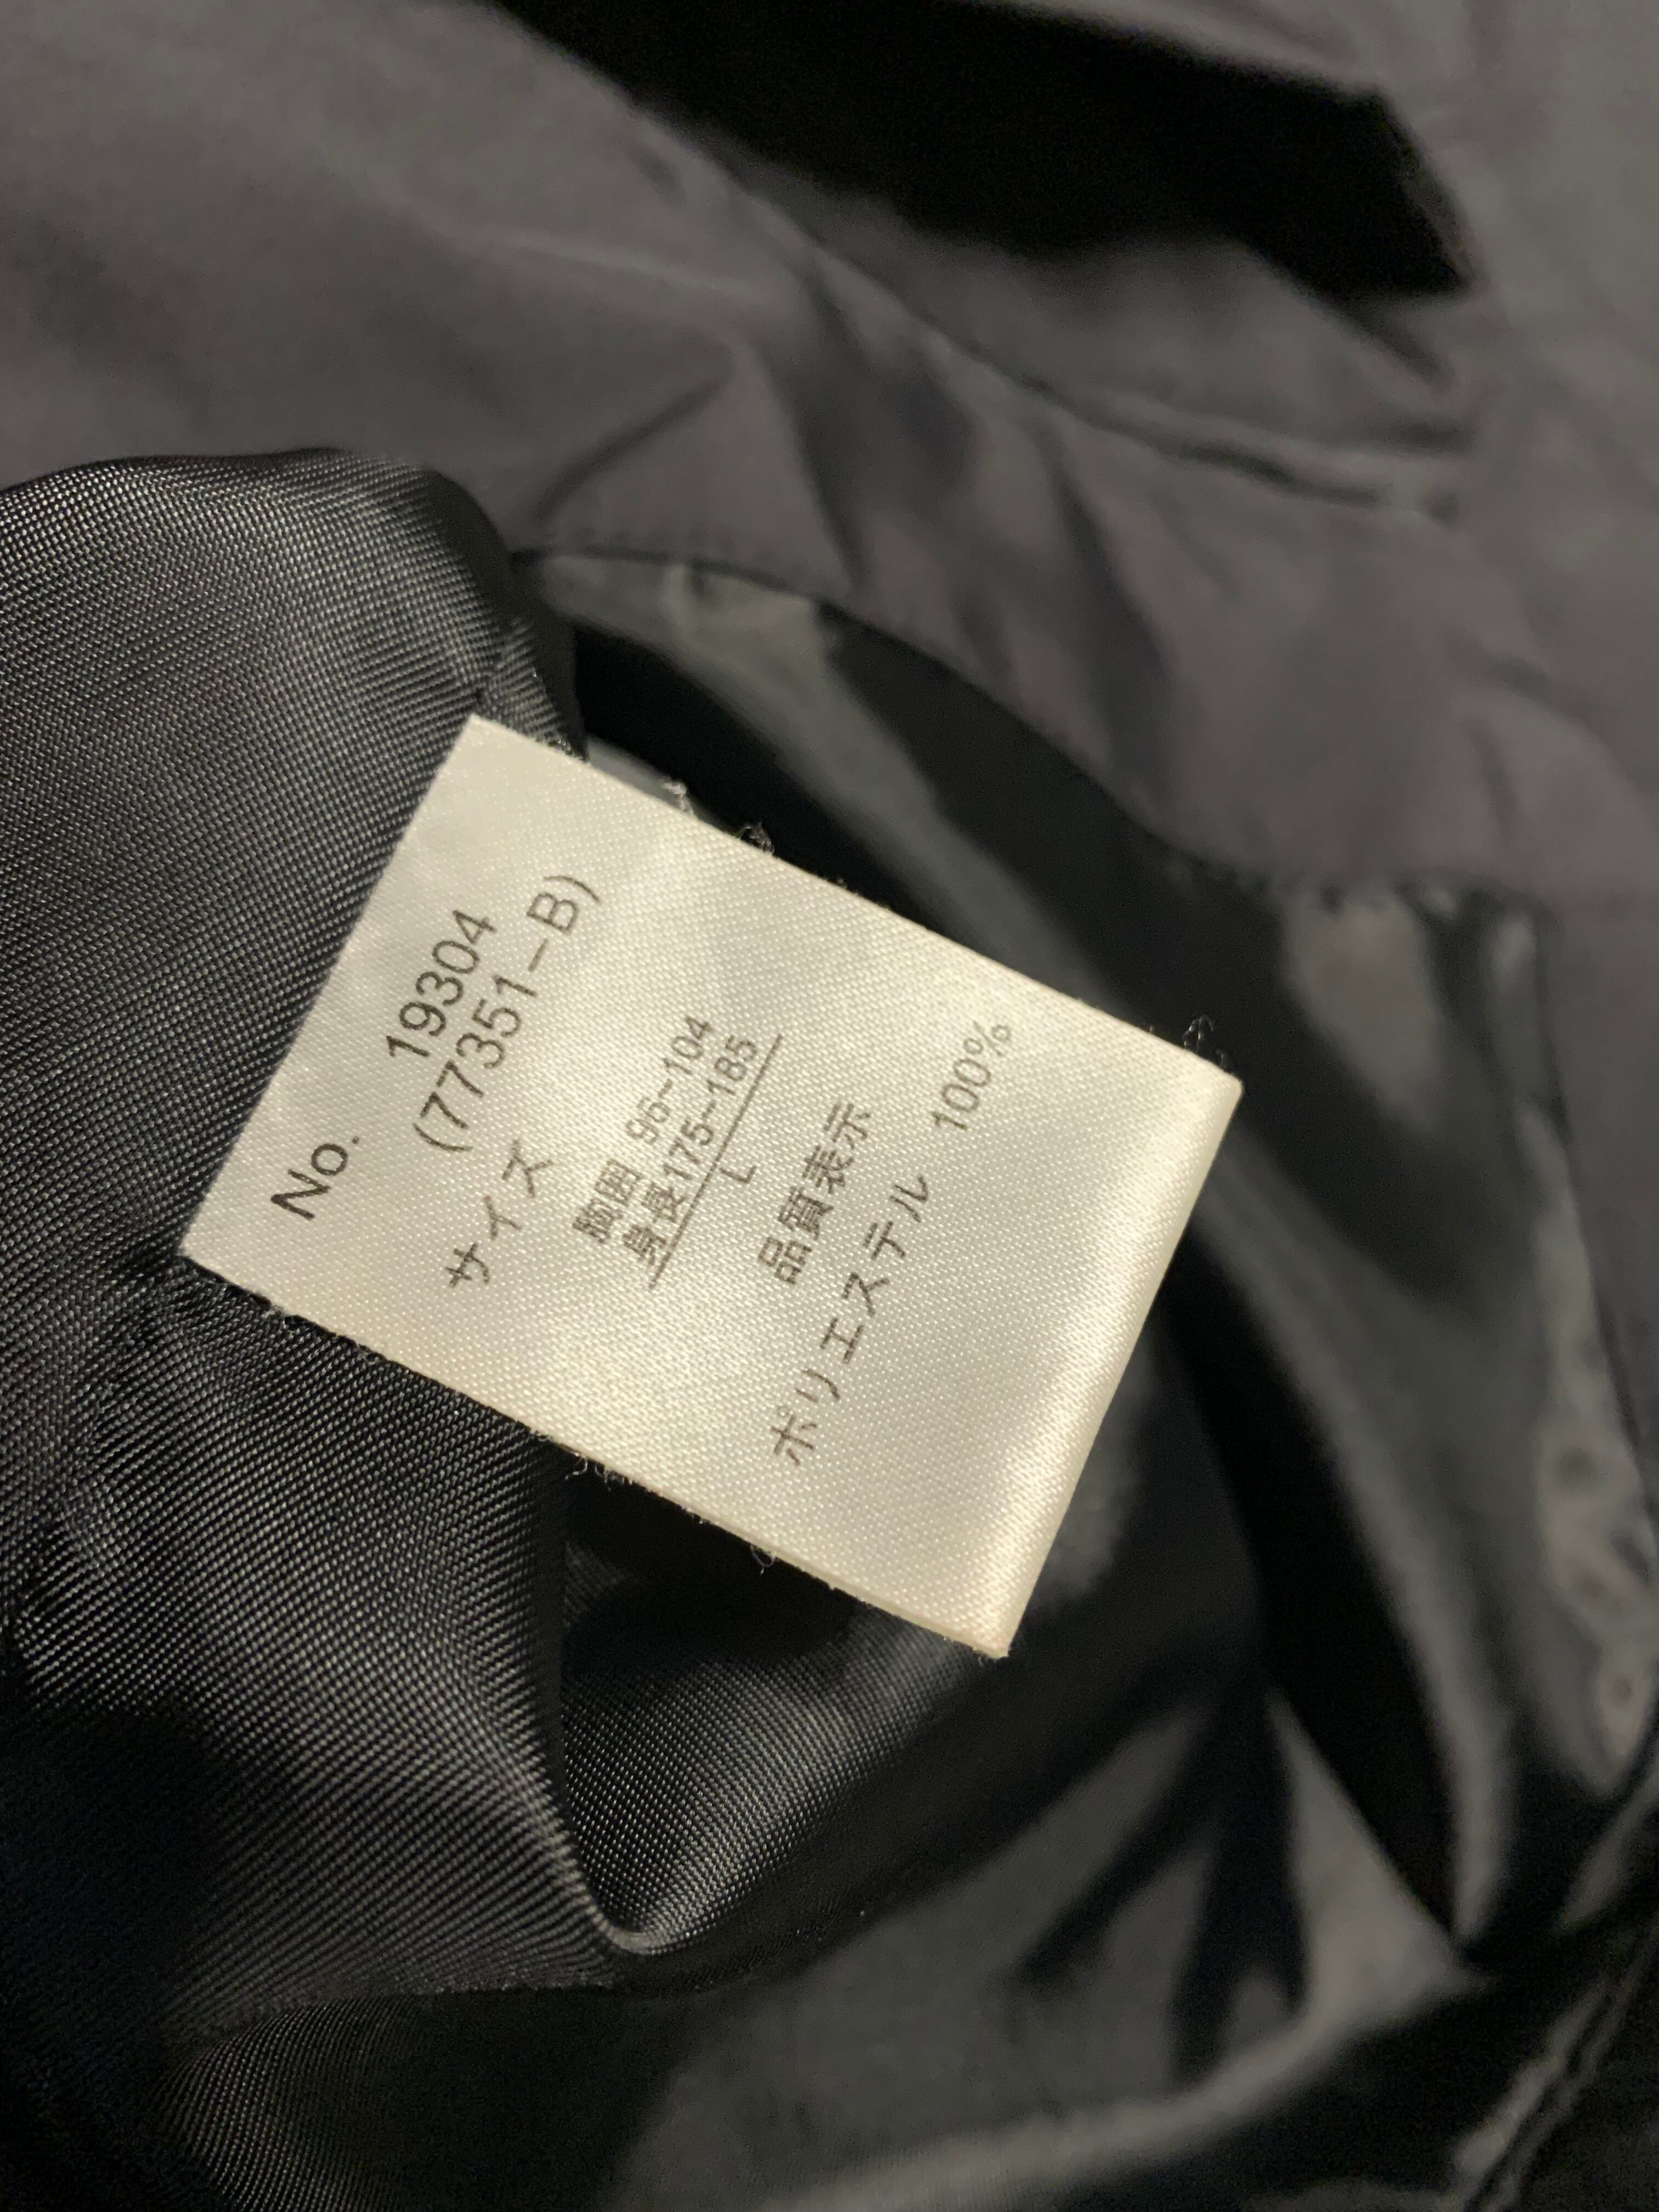 No.
19304
(77351-B)
サイズ
胸囲 96~104
身長175~185
L
品質表示
ポリエステル 100%